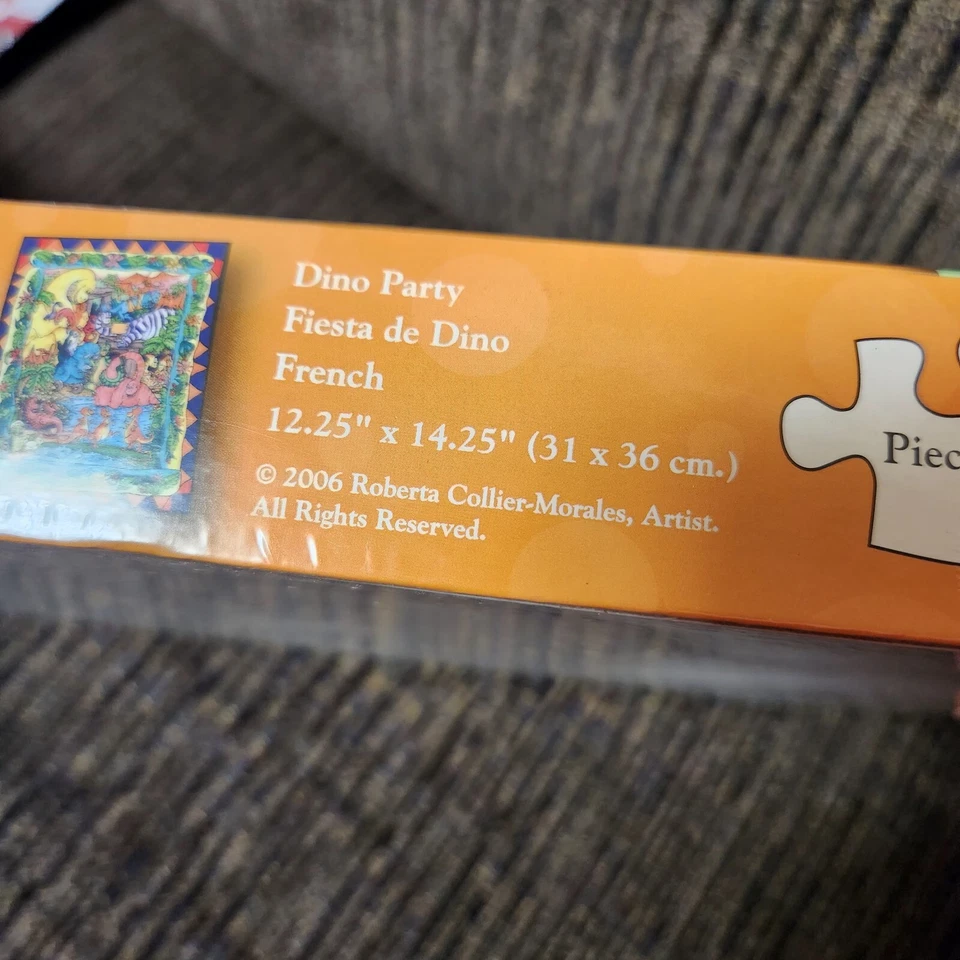 Dino Party
Fiesta de Dino
French
12.25" x 14.25" (31 x 36 cm.)
© 2006 Roberta Collier-Morales, Artist.
All Rights Reserved.
Piec